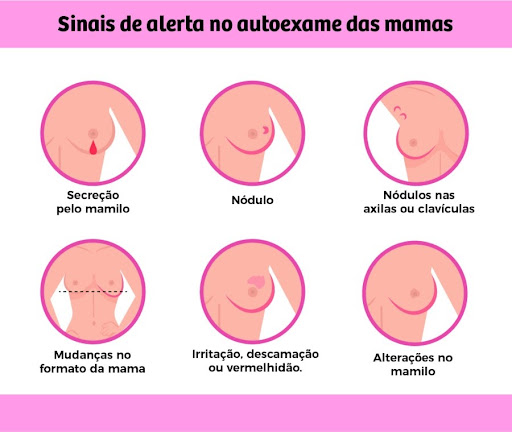 Sinais de alerta no autoexame das mamas
Secreção
pelo mamilo
Nódulo
Nódulos nas
axilas ou clavículas
Mudanças no
formato da mama
Irritação, descamação
ou vermelhidão.
Alterações no
mamilo